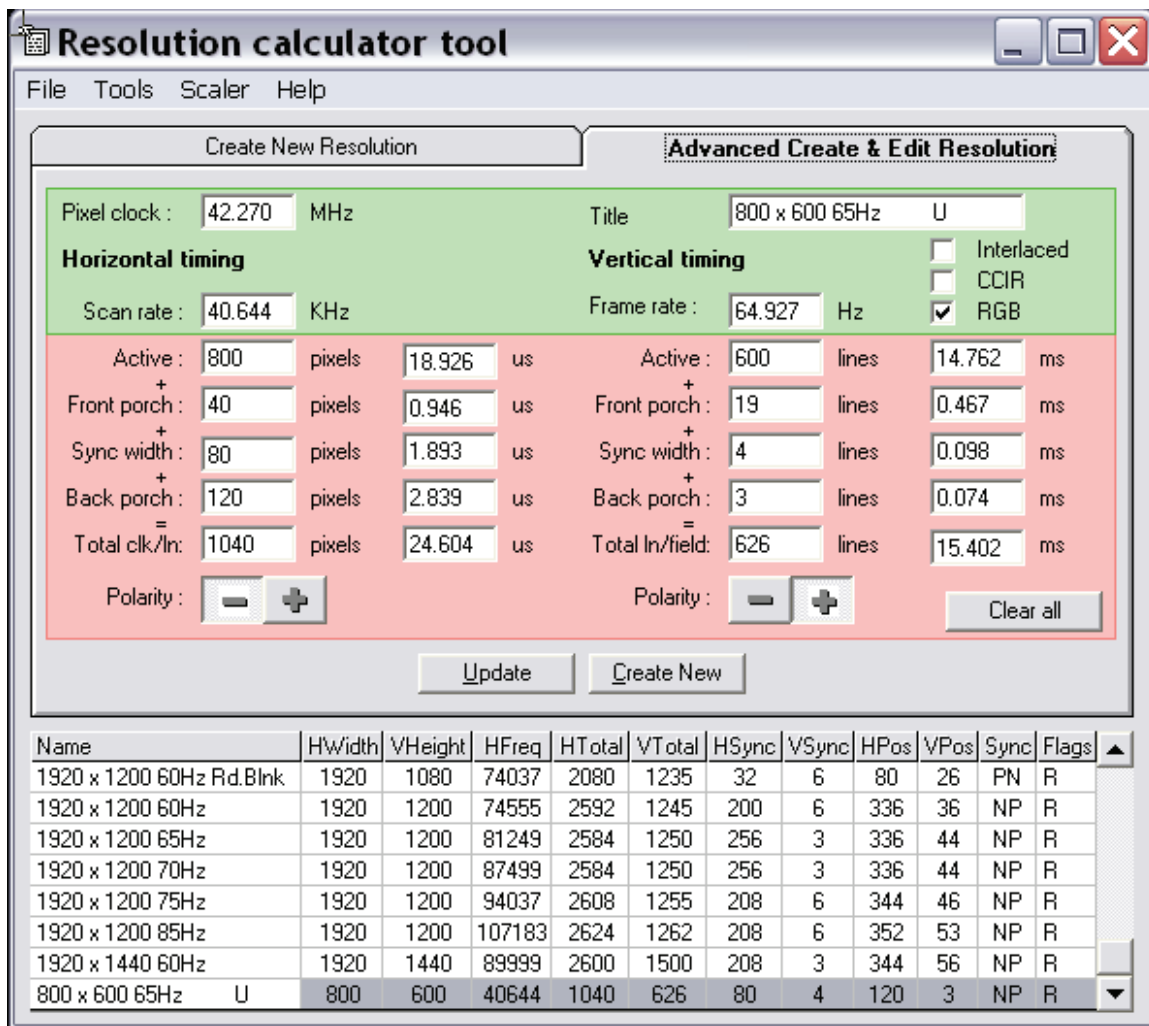 Resolution calculator tool
File Tools Scaler Help
Create New Resolution Advanced Create & Edit Resolution
Pixel clock : 42.270 MHz Title 800 x 600 65Hz U
Horizontal timing Vertical timing Interlaced
CCIR
Scan rate : 40.644 KHz Frame rate : 64.927 Hz RGB
Active : 800 pixels 18.926 us Active : 600 lines 14.762 ms
+ +
Front porch : 40 pixels 0.946 us Front porch : 19 lines 0.467 ms
+ +
Sync width : 80 pixels 1.893 us Sync width : 4 lines 0.098 ms
+ +
Back porch : 120 pixels 2.839 us Back porch : 3 lines 0.074 ms
= =
Total clk/ln: 1040 pixels 24.604 us Total ln/field: 626 lines 15.402 ms
Polarity : - + Polarity : - + Clear all
Update Create New
Name HWidth VHeight HFreq HTotal VTotal HSync VSync HPos VPos Sync Flags
1920 x 1200 60Hz Rd.Blnk 1920 1080 74037 2080 1235 32 6 80 26 PN R
1920 x 1200 60Hz 1920 1200 74555 2592 1245 200 6 336 36 NP R
1920 x 1200 65Hz 1920 1200 81249 2584 1250 256 3 336 44 NP R
1920 x 1200 70Hz 1920 1200 87499 2584 1250 256 3 336 44 NP R
1920 x 1200 75Hz 1920 1200 94037 2608 1255 208 6 344 46 NP R
1920 x 1200 85Hz 1920 1200 107183 2624 1262 208 6 352 53 NP R
1920 x 1440 60Hz 1920 1440 89999 2600 1500 208 3 344 56 NP R
800 x 600 65Hz U 800 600 40644 1040 626 80 4 120 3 NP R